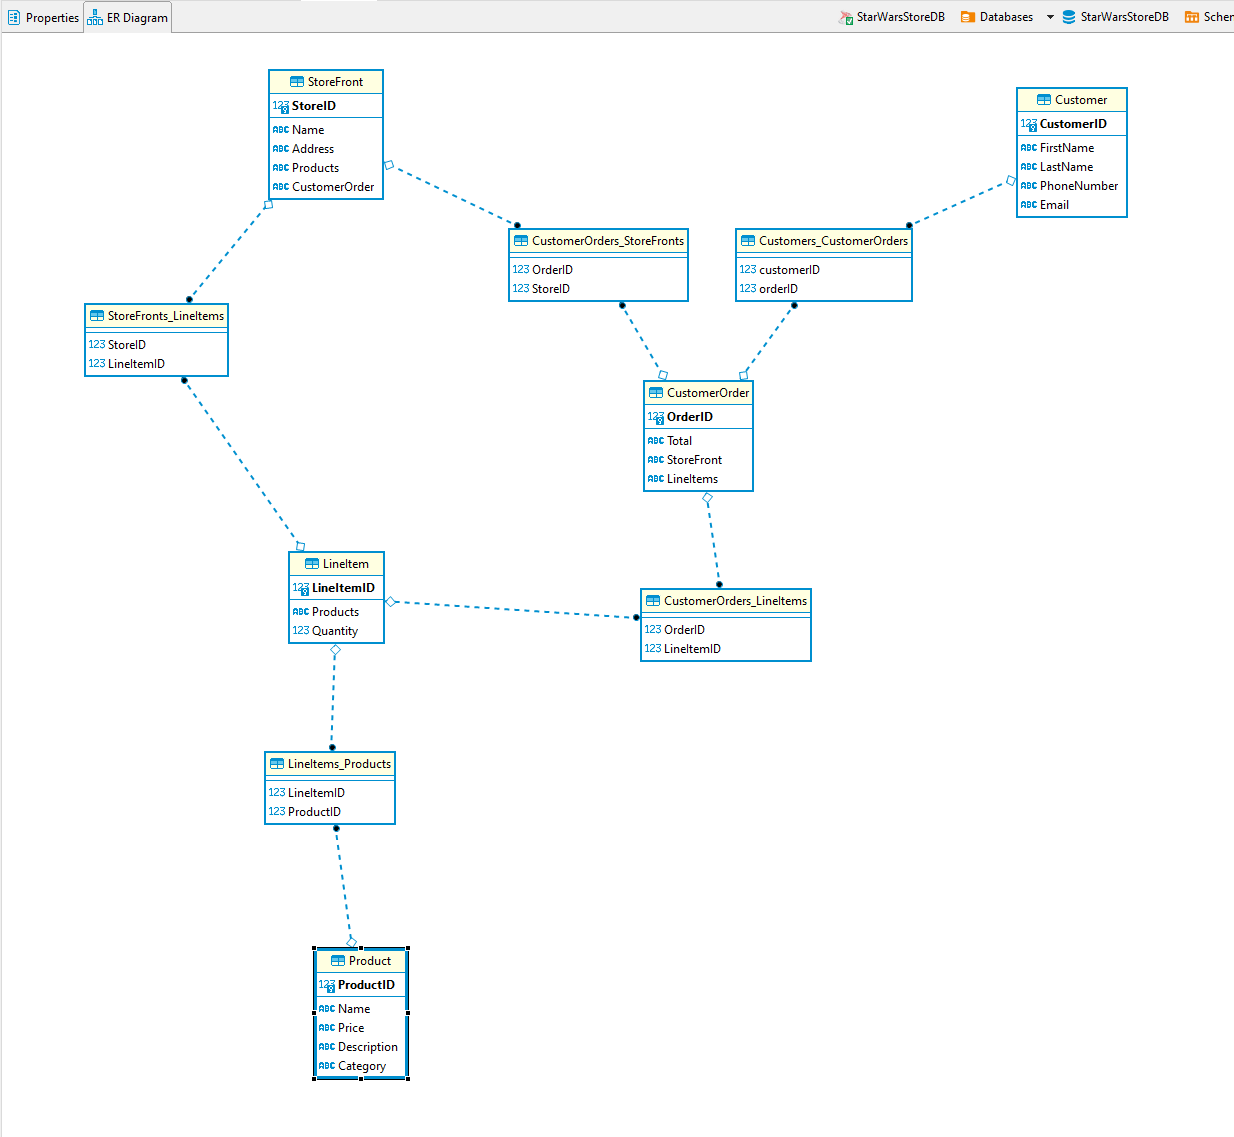 Properties ER Diagram StarWarsStoreDB Databases StarWarsStoreDB Schem
StoreFront
123 StoreID
ABC Name
ABC Address
ABC Products
ABC CustomerOrder
Customer
123 CustomerID
ABC FirstName
ABC LastName
ABC PhoneNumber
ABC Email
CustomerOrders_StoreFronts
123 OrderID
123 StoreID
Customers_CustomerOrders
123 customerID
123 orderID
StoreFronts_LineItems
123 StoreID
123 LineItemID
CustomerOrder
123 OrderID
ABC Total
ABC StoreFront
ABC LineItems
LineItem
123 LineItemID
ABC Products
123 Quantity
CustomerOrders_LineItems
123 OrderID
123 LineItemID
LineItems_Products
123 LineItemID
123 ProductID
Product
123 ProductID
ABC Name
ABC Price
ABC Description
ABC Category